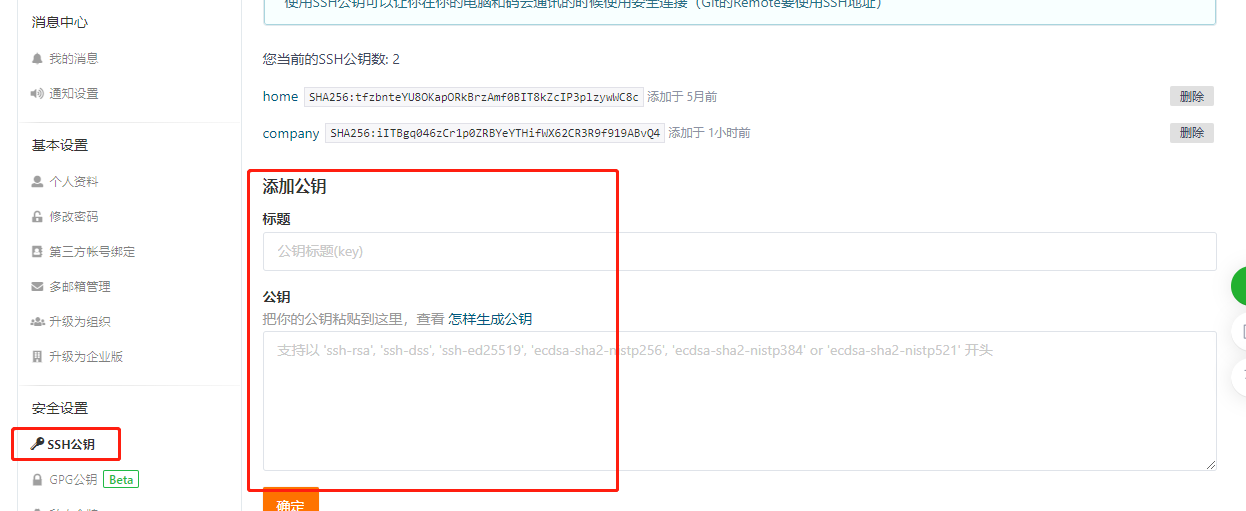 使用SSH公钥可以让你在你的电脑和码云通讯的时候使用安全连接（Git的Remote要使用SSH地址）
消息中心
我的消息
通知设置
基本设置
个人资料
修改密码
第三方帐号绑定
多邮箱管理
升级为组织
升级为企业版
安全设置
SSH公钥
GPG公钥 Beta
您当前的SSH公钥数: 2
home SHA256:tfzbnteYU8OKapORkBrzAmf0BIT8kZcIP3plzywWC8c 添加于 5月前 删除
company SHA256:iITBgq046zCr1p0ZRBYeYTHifWX62CR3R9f919ABvQ4 添加于 1小时前 删除
添加公钥
标题
公钥标题(key)
公钥
把你的公钥粘贴到这里，查看 怎样生成公钥
支持以 'ssh-rsa', 'ssh-dss', 'ssh-ed25519', 'ecdsa-sha2-nistp256', 'ecdsa-sha2-nistp384' or 'ecdsa-sha2-nistp521' 开头
确定